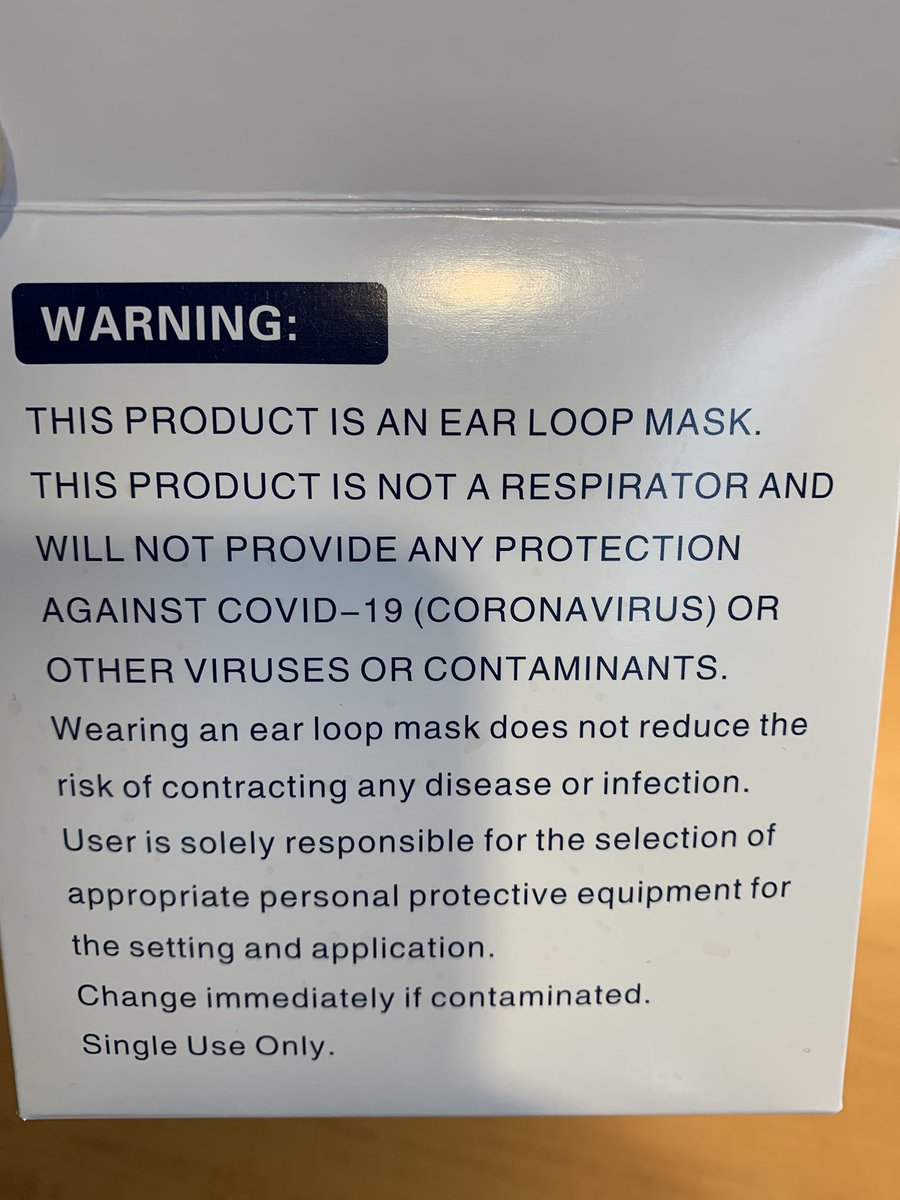 WARNING:
THIS PRODUCT IS AN EAR LOOP MASK.
THIS PRODUCT IS NOT A RESPIRATOR AND
WILL NOT PROVIDE ANY PROTECTION
AGAINST COVID–19 (CORONAVIRUS) OR
OTHER VIRUSES OR CONTAMINANTS.
Wearing an ear loop mask does not reduce the
risk of contracting any disease or infection.
User is solely responsible for the selection of
appropriate personal protective equipment for
the setting and application.
Change immediately if contaminated.
Single Use Only.